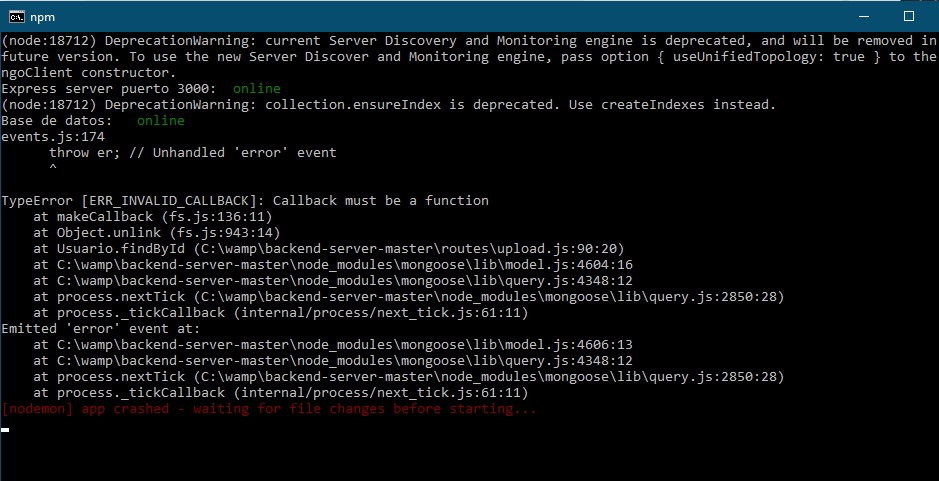 npm
(node:18712) DeprecationWarning: current Server Discovery and Monitoring engine is deprecated, and will be removed in
future version. To use the new Server Discover and Monitoring engine, pass option { useUnifiedTopology: true } to the
ngoClient constructor.
Express server puerto 3000:  online
(node:18712) DeprecationWarning: collection.ensureIndex is deprecated. Use createIndexes instead.
Base de datos:   online
events.js:174
      throw er; // Unhandled 'error' event
      ^

TypeError [ERR_INVALID_CALLBACK]: Callback must be a function
    at makeCallback (fs.js:136:11)
    at Object.unlink (fs.js:943:14)
    at Usuario.findById (C:\wamp\backend-server-master\routes\upload.js:90:20)
    at C:\wamp\backend-server-master\node_modules\mongoose\lib\model.js:4604:16
    at C:\wamp\backend-server-master\node_modules\mongoose\lib\query.js:4348:12
    at process.nextTick (C:\wamp\backend-server-master\node_modules\mongoose\lib\query.js:2850:28)
    at process._tickCallback (internal/process/next_tick.js:61:11)
Emitted 'error' event at:
    at C:\wamp\backend-server-master\node_modules\mongoose\lib\model.js:4606:13
    at C:\wamp\backend-server-master\node_modules\mongoose\lib\query.js:4348:12
    at process.nextTick (C:\wamp\backend-server-master\node_modules\mongoose\lib\query.js:2850:28)
    at process._tickCallback (internal/process/next_tick.js:61:11)
[nodemon] app crashed - waiting for file changes before starting...